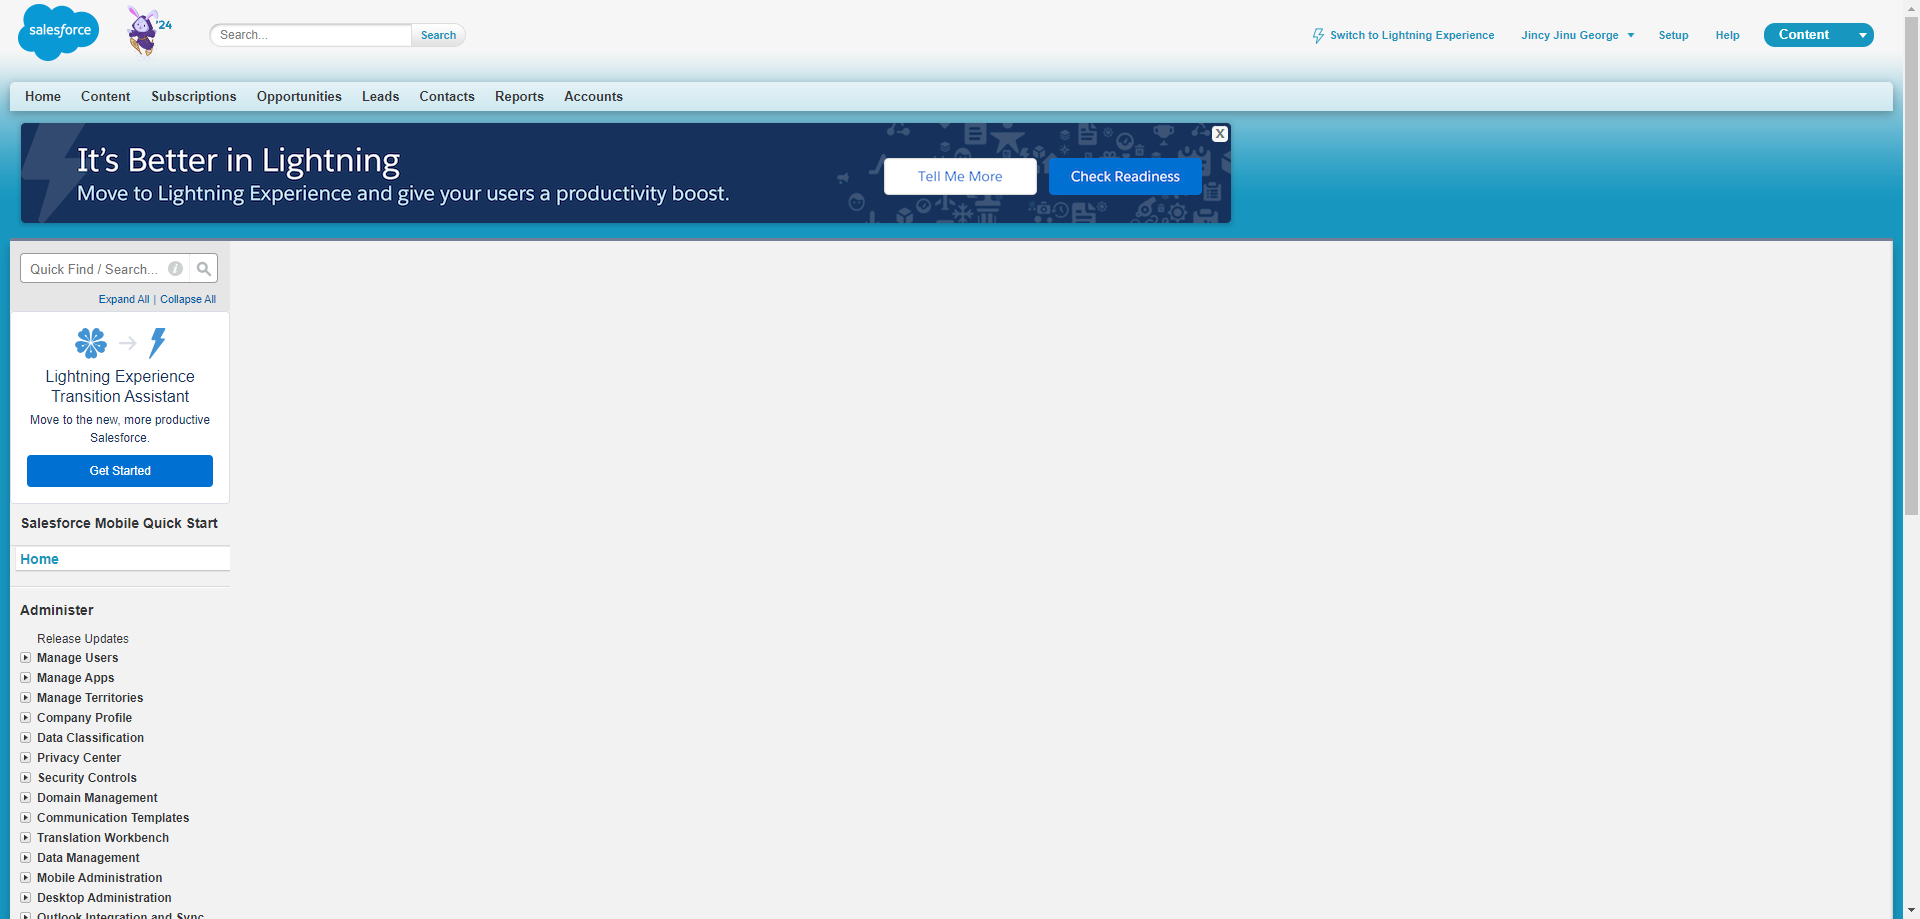 salesforce
'24
Search...
Search
Switch to Lightning Experience
Jincy Jinu George
Setup
Help
Content
Home
Content
Subscriptions
Opportunities
Leads
Contacts
Reports
Accounts
It's Better in Lightning
Move to Lightning Experience and give your users a productivity boost.
Tell Me More
Check Readiness
X
Quick Find / Search...
i
Expand All | Collapse All
Lightning Experience
Transition Assistant
Move to the new, more productive
Salesforce.
Get Started
Salesforce Mobile Quick Start
Home
Administer
Release Updates
Manage Users
Manage Apps
Manage Territories
Company Profile
Data Classification
Privacy Center
Security Controls
Domain Management
Communication Templates
Translation Workbench
Data Management
Mobile Administration
Desktop Administration
Outlook Integration and Sync